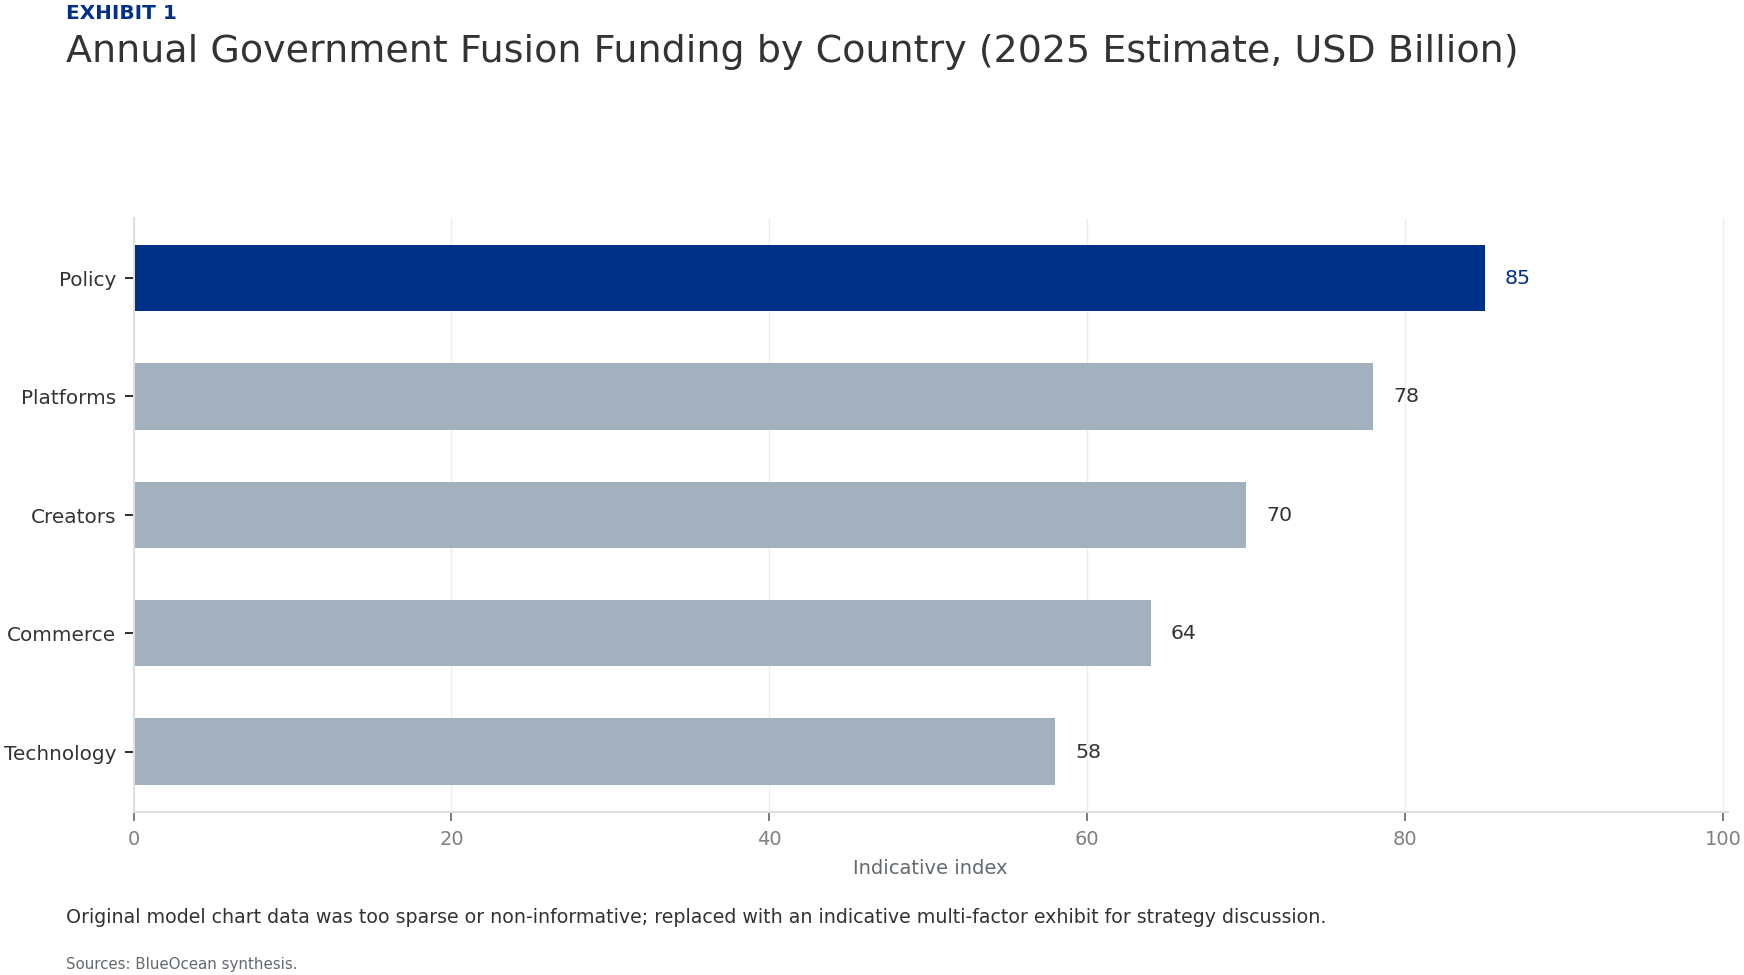 EXHIBIT 1
Annual Government Fusion Funding by Country (2025 Estimate, USD Billion)
Policy
85
Platforms
78
Creators
70
Commerce
64
Technology
58
0 20 40 60 80 100
Indicative index
Original model chart data was too sparse or non-informative; replaced with an indicative multi-factor exhibit for strategy discussion.
Sources: BlueOcean synthesis.